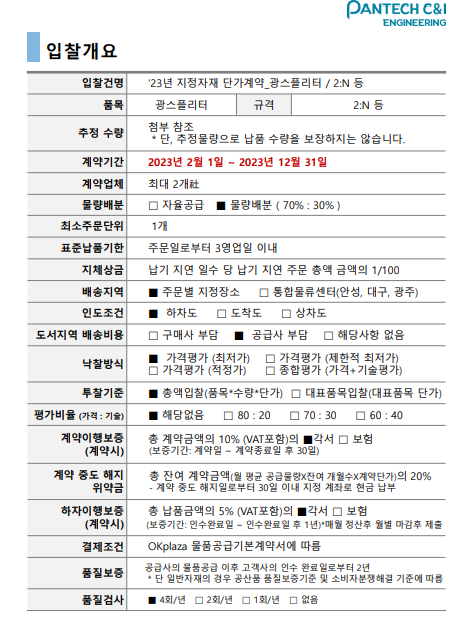 PANTECH C&I
ENGINEERING
입찰개요
입찰건명 '23년 지정자재 단가계약_광스플리터 / 2:N 등
품목 광스플리터 규격 2:N 등
추정 수량 첨부 참조
* 단, 추정물량으로 납품 수량을 보장하지는 않습니다.
계약기간 2023년 2월 1일 ~ 2023년 12월 31일
계약업체 최대 2개社
물량배분 □ 자율공급 ■ 물량배분 ( 70% : 30% )
최소주문단위 1개
표준납품기한 주문일로부터 3영업일 이내
지체상금 납기 지연 일수 당 납기 지연 주문 총액 금액의 1/100
배송지역 ■ 주문별 지정장소 □ 통합물류센터(안성, 대구, 광주)
인도조건 ■ 하차도 □ 도착도 □ 상차도
도서지역 배송비용 □ 구매사 부담 ■ 공급사 부담 □ 해당사항 없음
낙찰방식 ■ 가격평가 (최저가) □ 가격평가 (제한적 최저가)
□ 가격평가 (적정가) □ 종합평가 (가격+기술평가)
투찰기준 ■ 총액입찰(품목*수량*단가) □ 대표품목입찰(대표품목 단가)
평가비율 (가격 : 기술) ■ 해당없음 □ 80 : 20 □ 70 : 30 □ 60 : 40
계약이행보증 총 계약금액의 10% (VAT포함)의 ■각서 □ 보험
(계약시) (보증기간: 계약일 ~ 계약종료일 후 30일)
계약 중도 해지 총 잔여 계약금액(월 평균 공급물량X잔여 개월수X계약단가)의 20%
위약금 - 계약 중도 해지일로부터 30일 이내 지정 계좌로 현금 납부
하자이행보증 총 납품금액의 5% (VAT포함)의 ■각서 □ 보험
(계약시) (보증기간: 인수완료일 ~ 인수완료일 후 1년)*매월 정산후 월별 마감후 제출
결제조건 OKplaza 물품공급기본계약서에 따름
품질보증 공급사의 물품공급 이후 고객사의 인수 완료일로부터 2년
* 단 일반자재의 경우 공산품 품질보증기준 및 소비자분쟁해결 기준에 따름
품질검사 ■ 4회/년 □ 2회/년 □ 1회/년 □ 없음